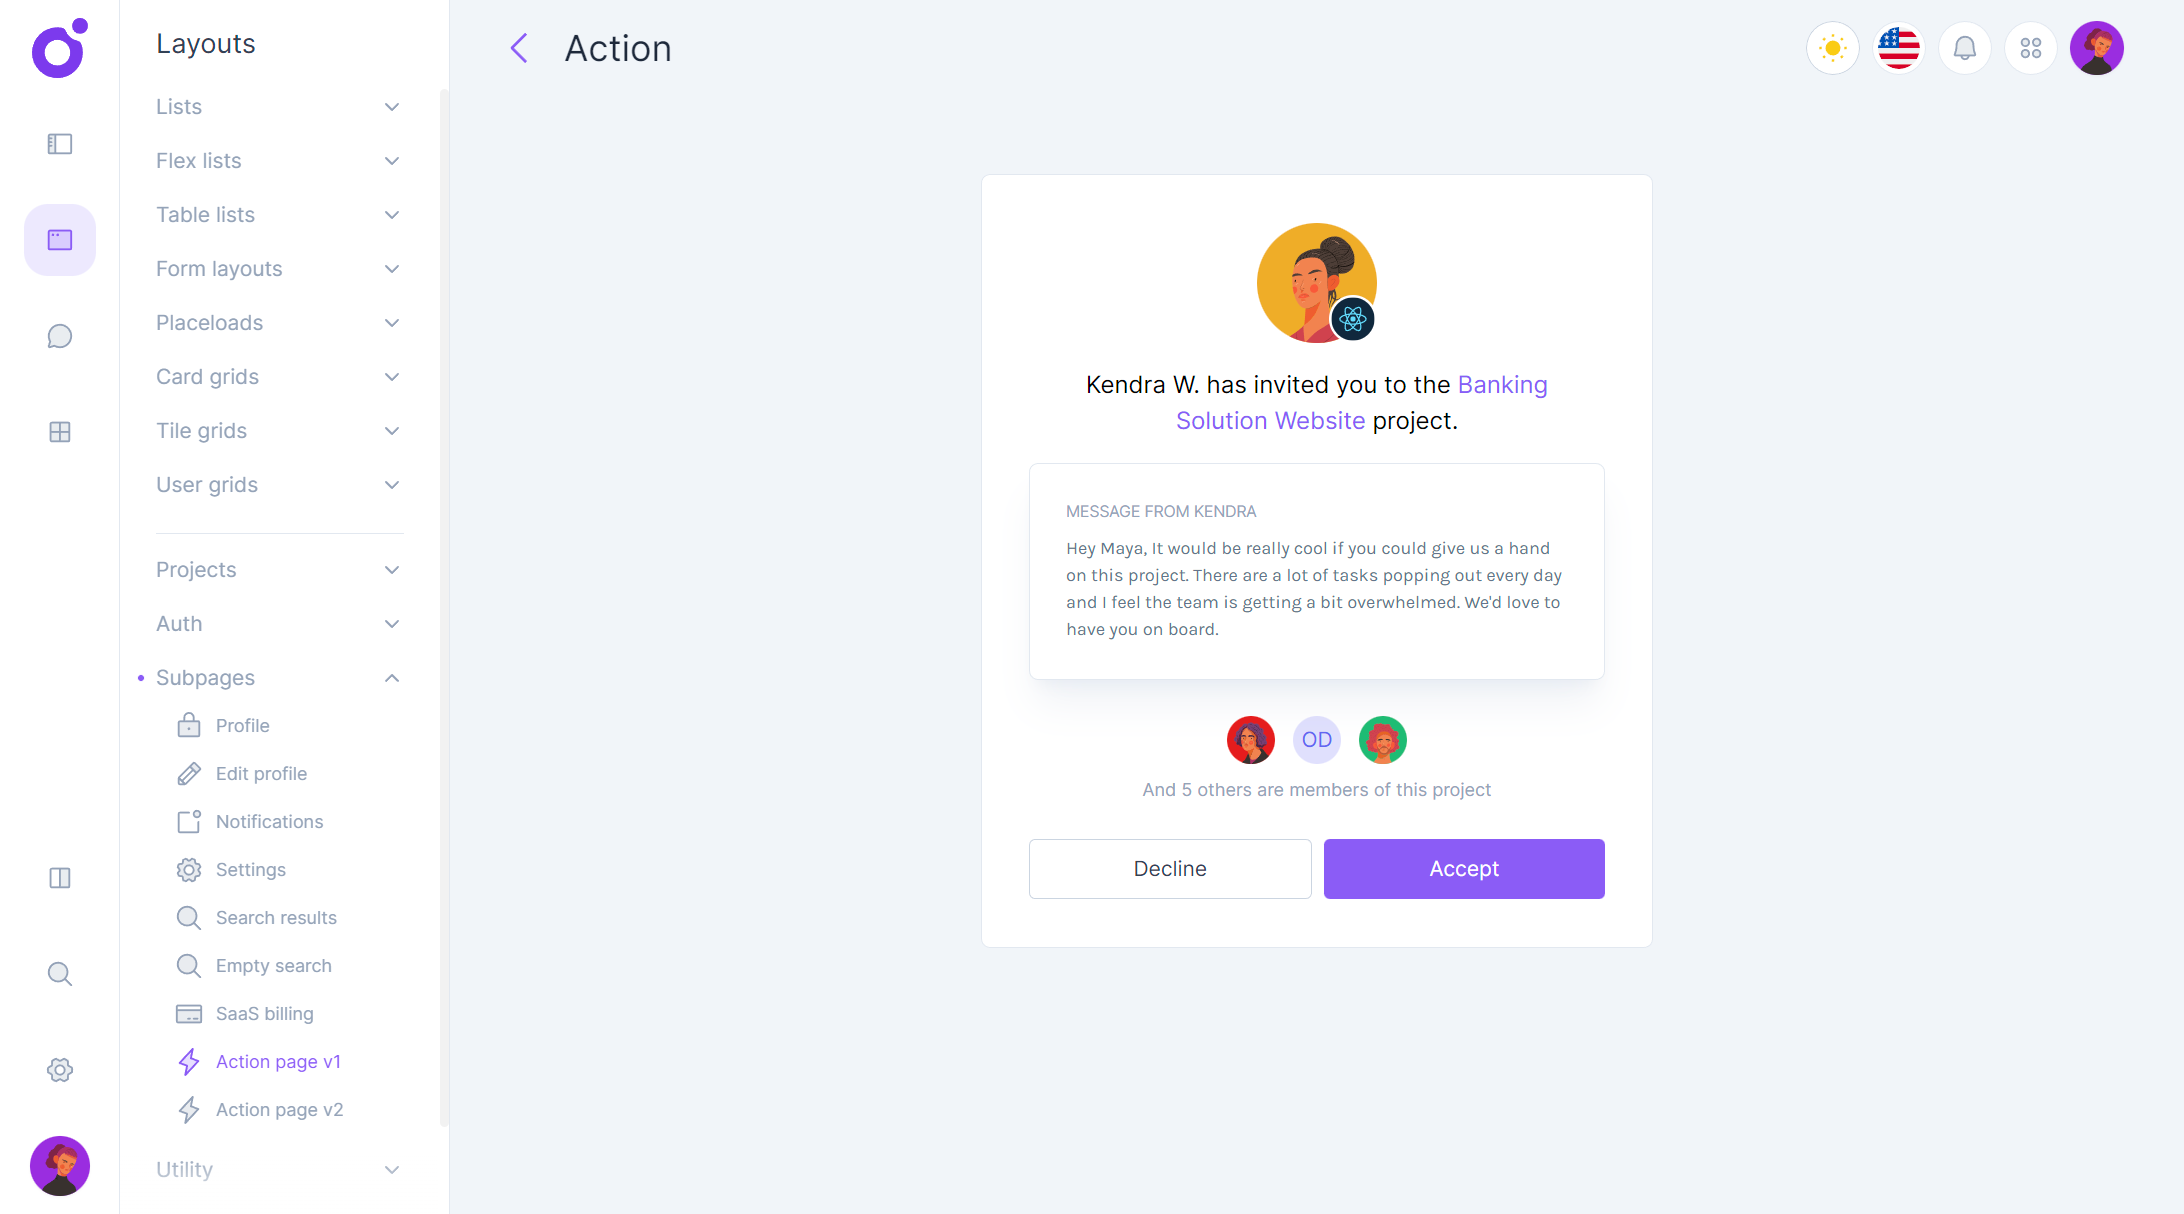 Layouts
Lists
Flex lists
Table lists
Form layouts
Placeloads
Card grids
Tile grids
User grids
Projects
Auth
Subpages
Profile
Edit profile
Notifications
Settings
Search results
Empty search
SaaS billing
Action page v1
Action page v2
Utility
Action
Kendra W. has invited you to the Banking
Solution Website project.
MESSAGE FROM KENDRA
Hey Maya, It would be really cool if you could give us a hand
on this project. There are a lot of tasks popping out every day
and I feel the team is getting a bit overwhelmed. We'd love to
have you on board.
OD
And 5 others are members of this project
Decline
Accept